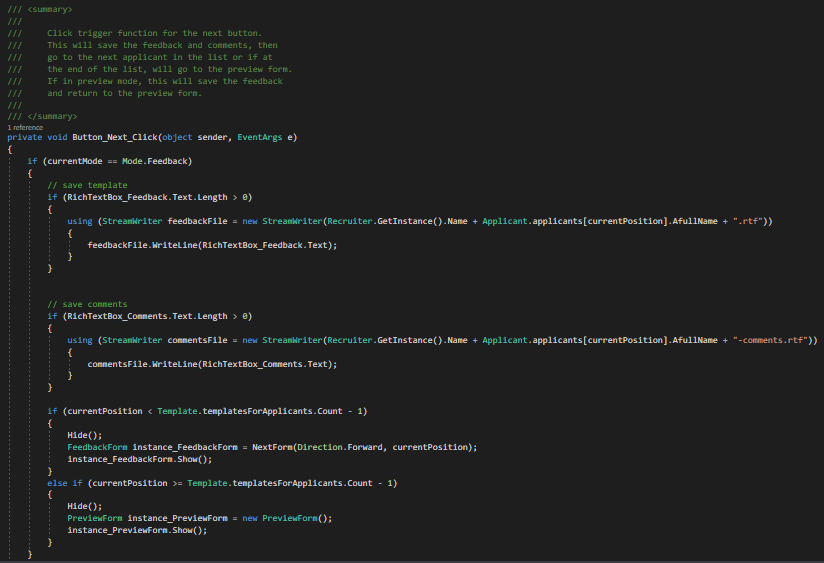 /// <summary>
///
///     Click trigger function for the next button.
///     This will save the feedback and comments, then
///     go to the next applicant in the list or if at
///     the end of the list, will go to the preview form.
///     If in preview mode, this will save the feedback
///     and return to the preview form.
///
/// </summary>
1 reference
private void Button_Next_Click(object sender, EventArgs e)
{
    if (currentMode == Mode.Feedback)
    {
        // save template
        if (RichTextBox_Feedback.Text.Length > 0)
        {
            using (StreamWriter feedbackFile = new StreamWriter(Recruiter.GetInstance().Name + Applicant.applicants[currentPosition].AfullName + ".rtf"))
            {
                feedbackFile.WriteLine(RichTextBox_Feedback.Text);
            }
        }

        // save comments
        if (RichTextBox_Comments.Text.Length > 0)
        {
            using (StreamWriter commentsFile = new StreamWriter(Recruiter.GetInstance().Name + Applicant.applicants[currentPosition].AfullName + "-comments.rtf"))
            {
                commentsFile.WriteLine(RichTextBox_Comments.Text);
            }
        }

        if (currentPosition < Template.templatesForApplicants.Count - 1)
        {
            Hide();
            FeedbackForm instance_FeedbackForm = NextForm(Direction.Forward, currentPosition);
            instance_FeedbackForm.Show();
        }
        else if (currentPosition >= Template.templatesForApplicants.Count - 1)
        {
            Hide();
            PreviewForm instance_PreviewForm = new PreviewForm();
            instance_PreviewForm.Show();
        }
    }